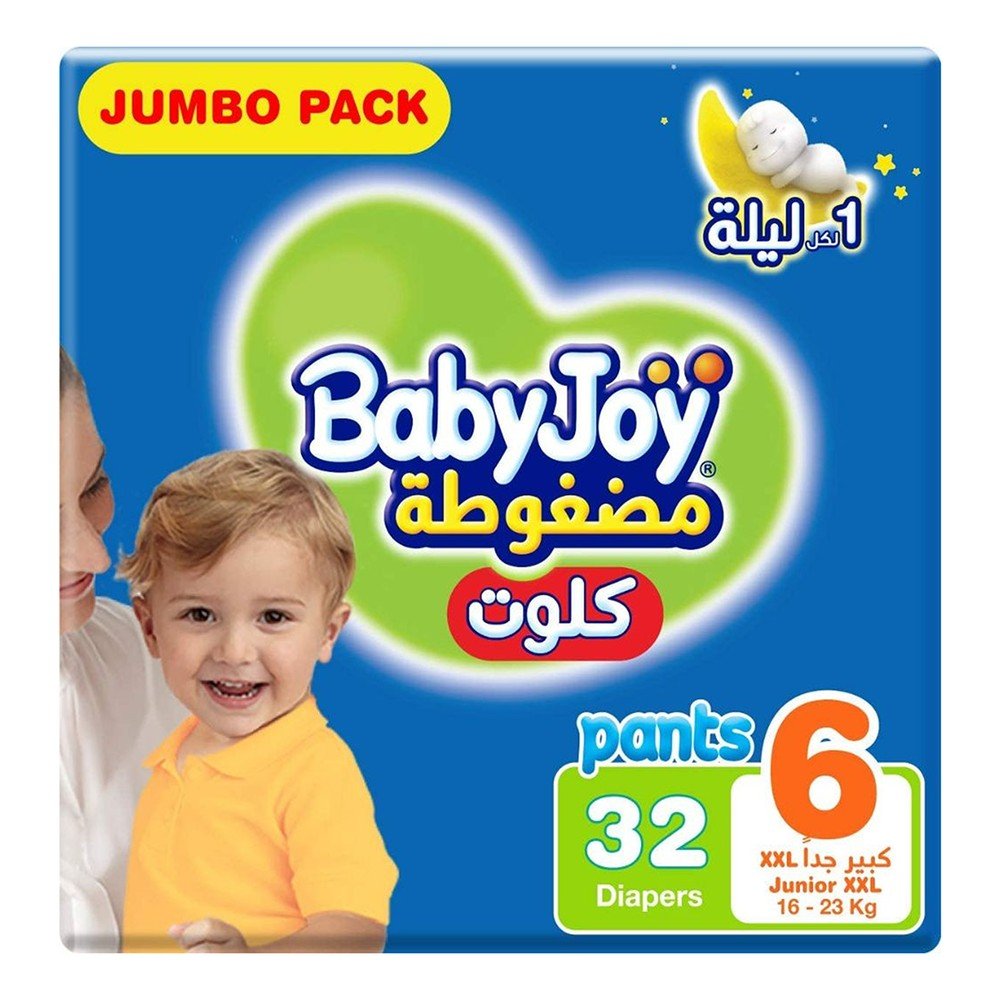 JUMBO PACK
1 لكل ليلة
BabyJoy®
مضغوطة
كلوت
pants 6
32
Diapers
XXL كبير جداً
Junior XXL
16 - 23 Kg